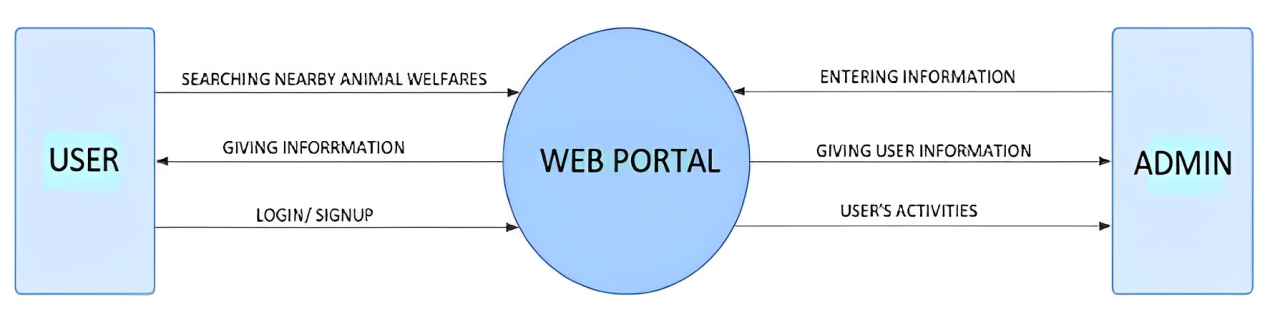 SEARCHING NEARBY ANIMAL WELFARES
ENTERING INFORMATION
GIVING INFORRMATION
GIVING USER INFORMATION
USER
WEB PORTAL
ADMIN
LOGIN/ SIGNUP
USER'S ACTIVITIES